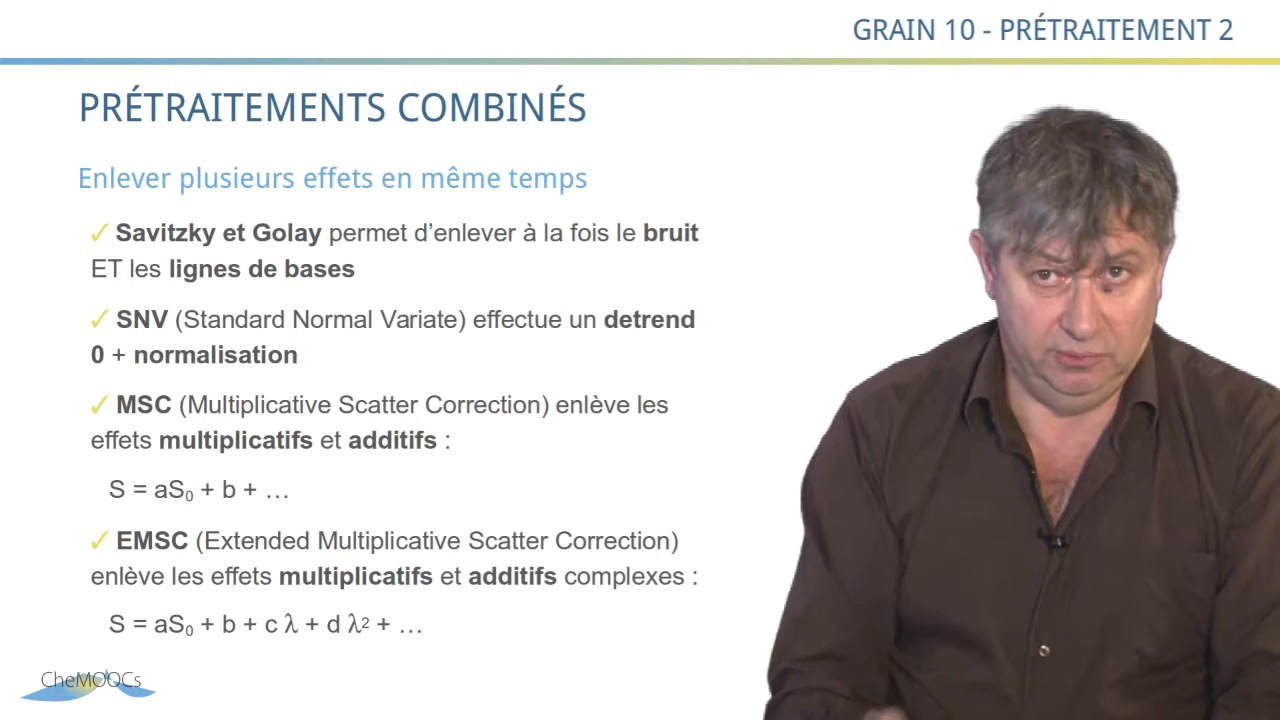 GRAIN 10 - PRÉTRAITEMENT 2
PRÉTRAITEMENTS COMBINÉS
Enlever plusieurs effets en même temps
✓ Savitzky et Golay permet d'enlever à la fois le bruit
ET les lignes de bases
✓ SNV (Standard Normal Variate) effectue un detrend
0 + normalisation
✓ MSC (Multiplicative Scatter Correction) enlève les
effets multiplicatifs et additifs :
S = aS₀ + b + …
✓ EMSC (Extended Multiplicative Scatter Correction)
enlève les effets multiplicatifs et additifs complexes :
S = aS₀ + b + c λ + d λ² + …
CheMOOCs